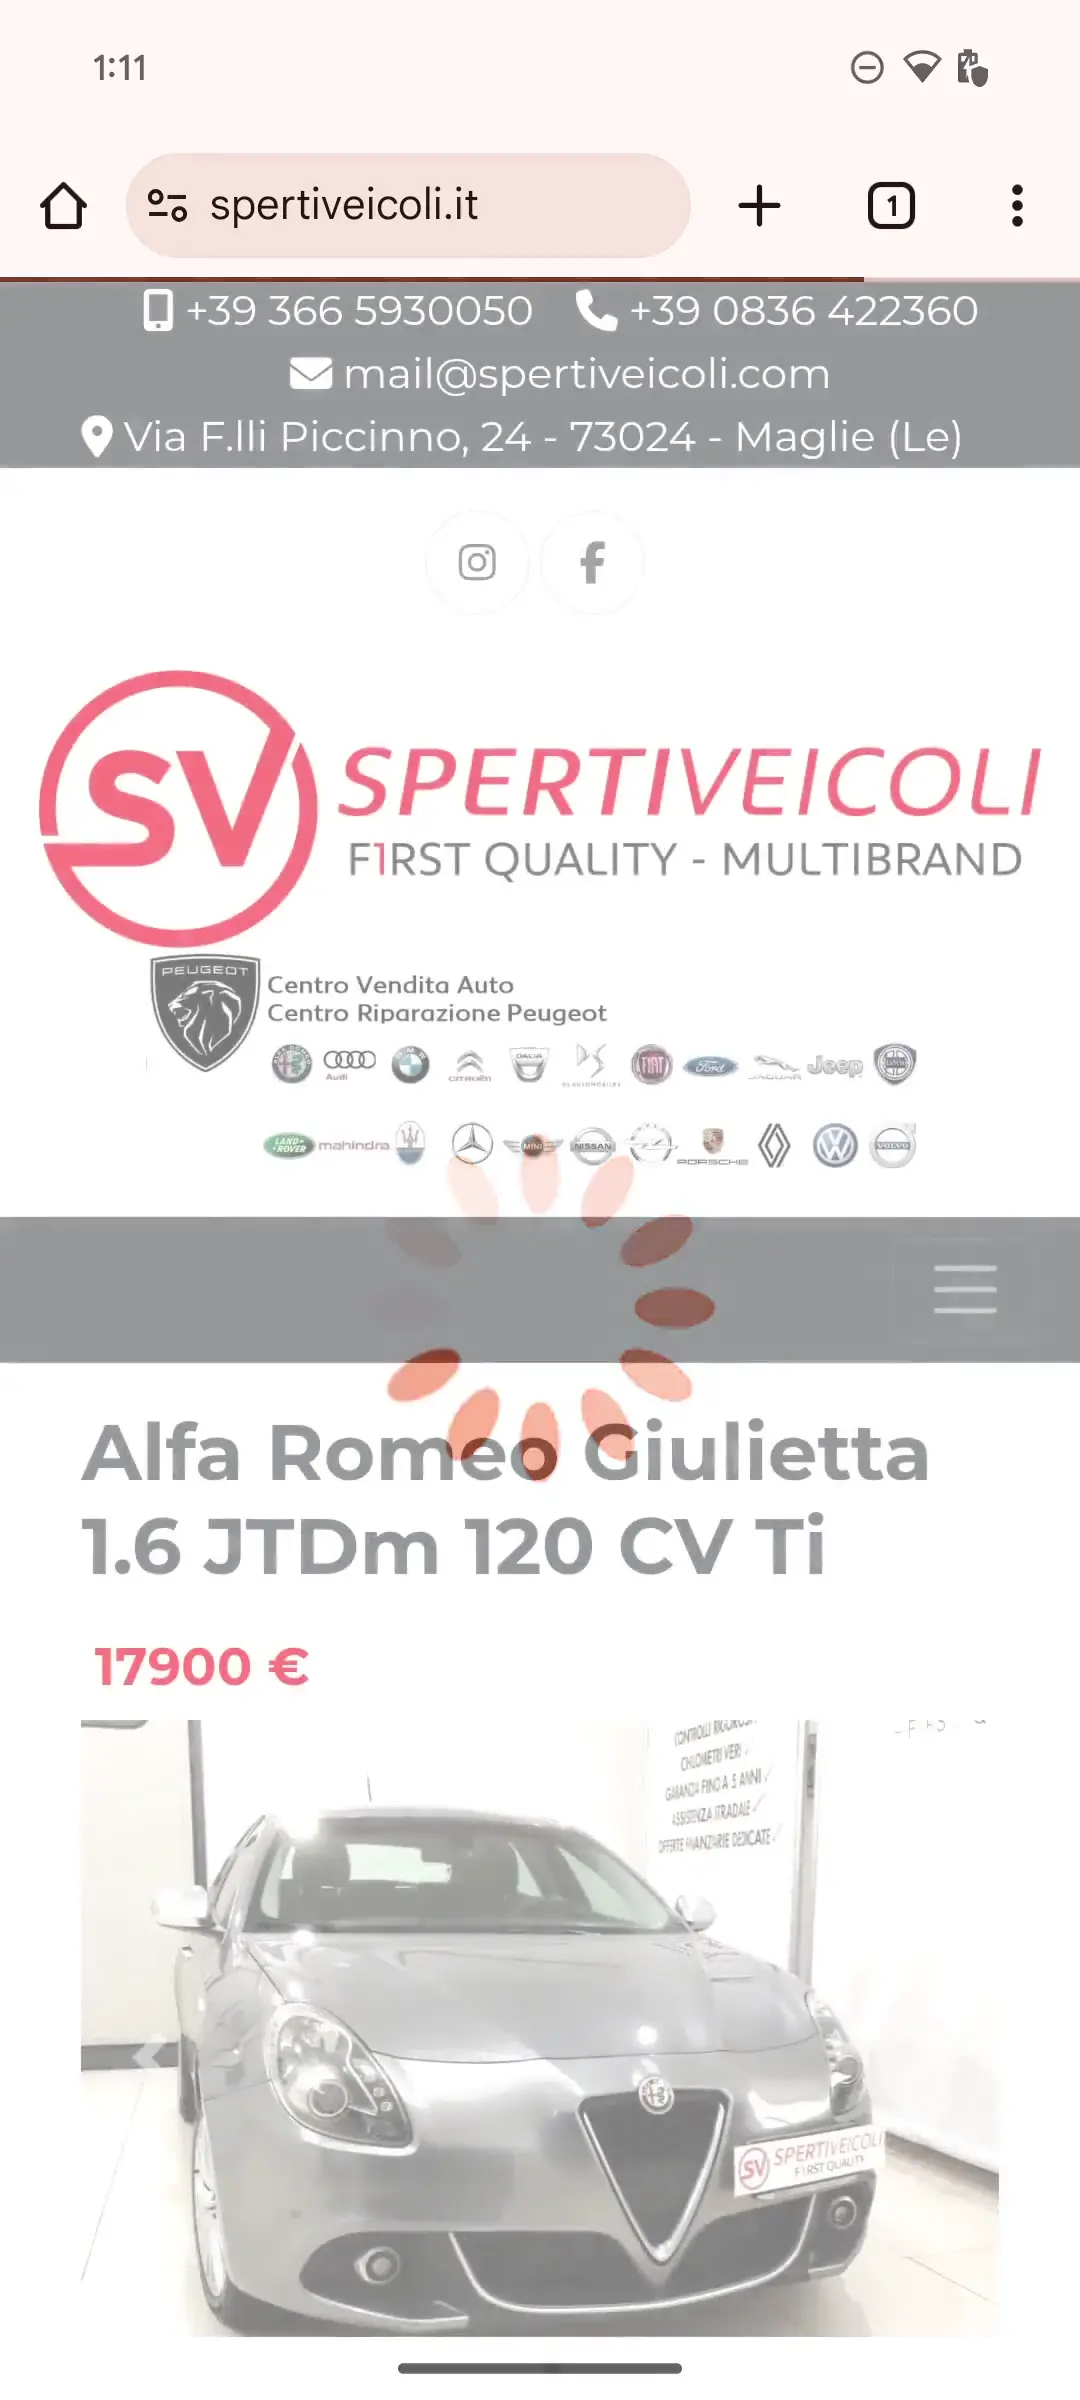 1:11
spertiveicoli.it
1
+39 366 5930050
+39 0836 422360
mail@spertiveicoli.com
Via F.lli Piccinno, 24 - 73024 - Maglie (Le)
SV
SPERTIVEICOLI
F1RST QUALITY - MULTIBRAND
PEUGEOT
Centro Vendita Auto
Centro Riparazione Peugeot
Audi
BMW
CITROËN
DACIA
DS AUTOMOBILES
FIAT
Ford
JAGUAR
Jeep
LAND ROVER
mahindra
MINI
NISSAN
PORSCHE
VOLVO
Alfa Romeo Giulietta
1.6 JTDm 120 CV Ti
17900 €
CONTROLLI RIGOROSI
CHILOMETRI VERI
GARANZIA FINO A 5 ANNI
ASSISTENZA STRADALE
OFFERTE FINANZIARIE DEDICATE
SV SPERTIVEICOLI
F1RST QUALITY